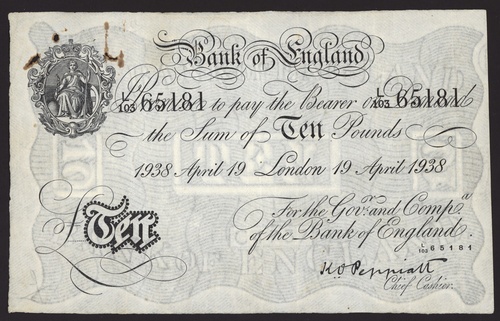 Bank of England
L/103 65181 L/103 65181
I Promise to pay the Bearer on Demand
the Sum of Ten Pounds
1938 April 19 London 19 April 1938
For the Govr. and Compa.
of the Bank of England.
£Ten
L/103 65181
K.O. Peppiatt
Chief Cashier.